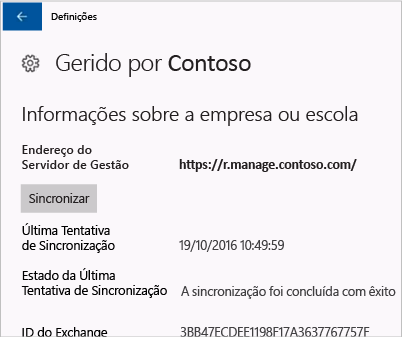 Definições
Gerido por Contoso
Informações sobre a empresa ou escola
Endereço do
Servidor de Gestão https://r.manage.contoso.com/
Sincronizar
Última Tentativa
de Sincronização 19/10/2016 10:49:59
Estado da Última
Tentativa de Sincronização A sincronização foi concluída com êxito
ID do Exchange 3BB47ECDEE1198F17A3637767757F